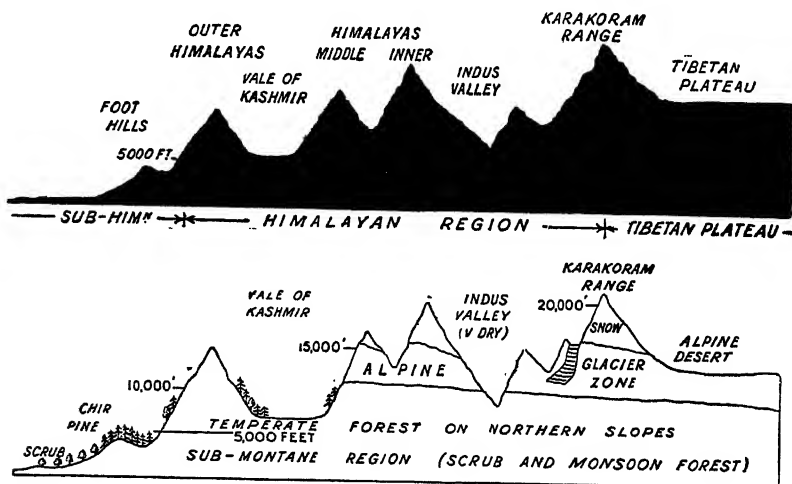 OUTER
HIMALAYAS
HIMALAYAS
MIDDLE INNER
KARAKORAM
RANGE
VALE OF
KASHMIR
INDUS
VALLEY
TIBETAN
PLATEAU
FOOT
HILLS
5000 FT.
SUB-HIMN HIMALAYAN REGION TIBETAN PLATEAU
VALE OF
KASHMIR
INDUS
VALLEY
(V DRY)
KARAKORAM
RANGE
20,000'
SNOW
15,000'
ALPINE
GLACIER
ZONE
ALPINE
DESERT
10,000'
CHIR
PINE
SCRUB
TEMPERATE FOREST ON NORTHERN SLOPES
5,000 FEET
SUB-MONTANE REGION (SCRUB AND MONSOON FOREST)